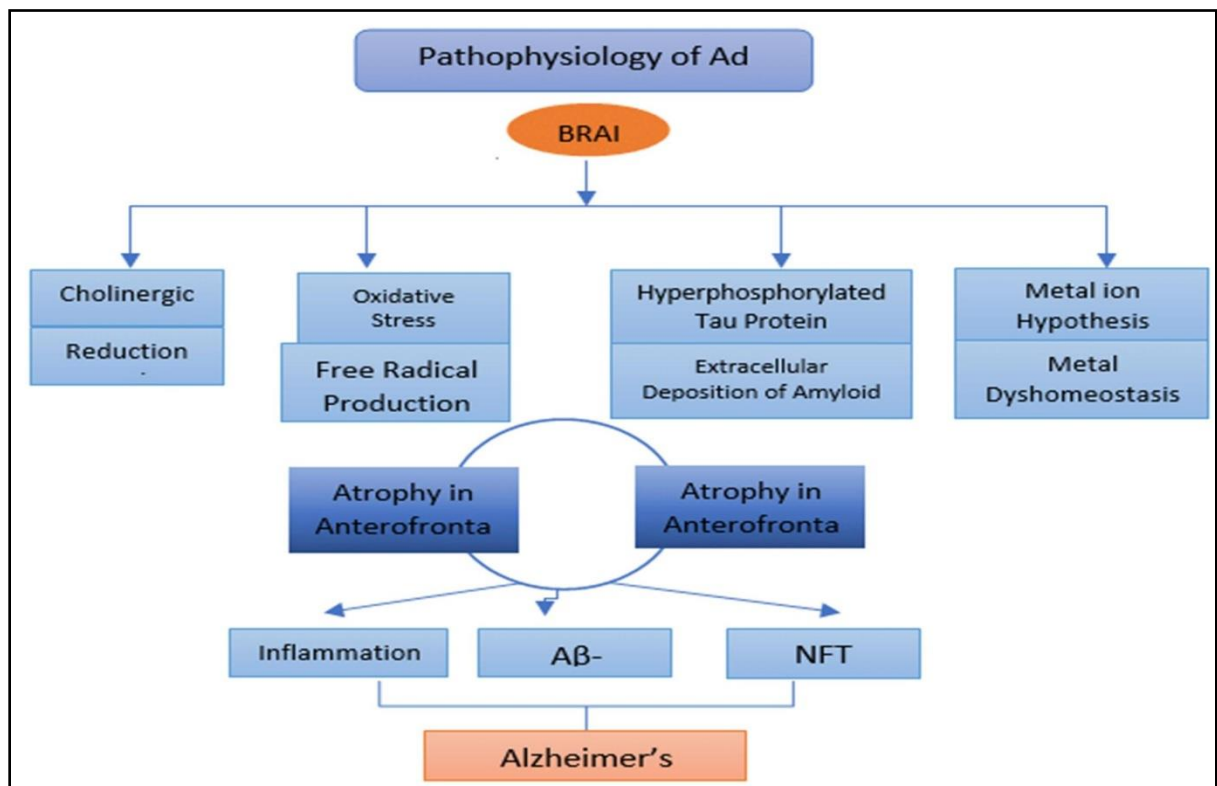 Pathophysiology of Ad
BRAI
Cholinergic
Reduction
Oxidative
Stress
Free Radical
Production
Hyperphosphorylated
Tau Protein
Extracellular
Deposition of Amyloid
Metal ion
Hypothesis
Metal
Dyshomeostasis
Atrophy in
Anterofronta
Atrophy in
Anterofronta
Inflammation
Aβ-
NFT
Alzheimer’s